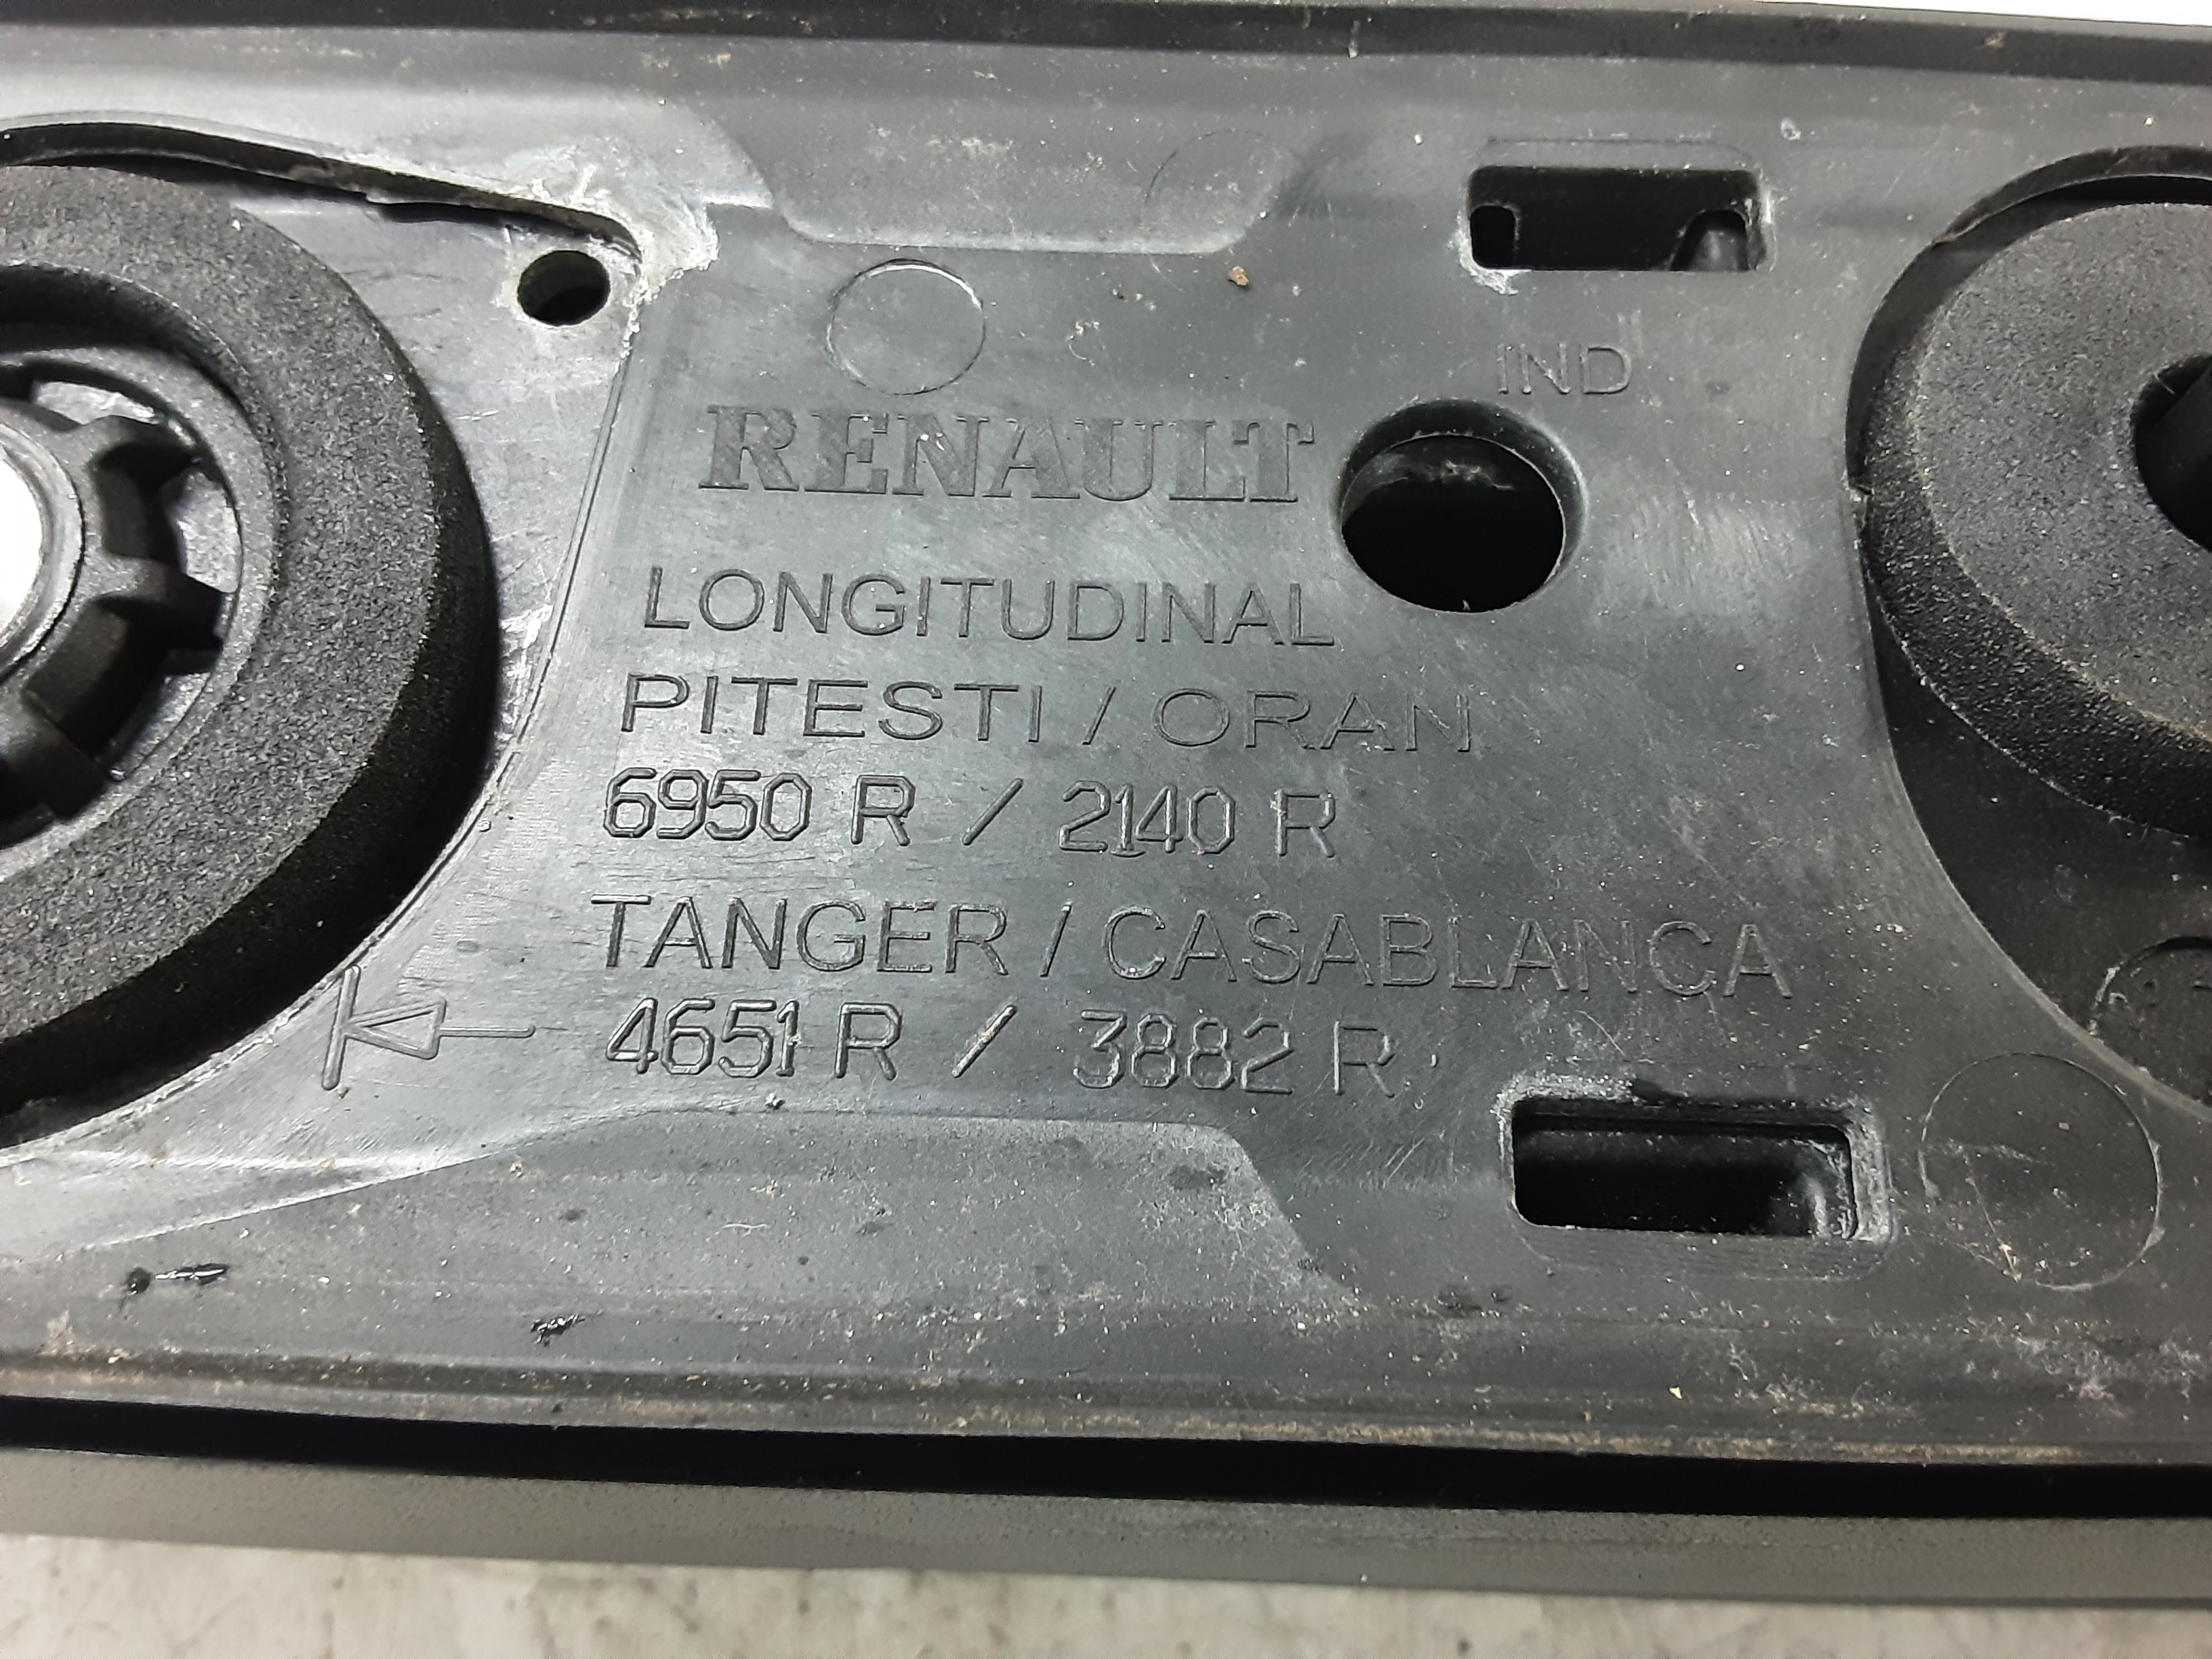 IND
RENAULT
LONGITUDINAL
PITESTI / ORAN
6950 R / 2140 R
TANGER / CASABLANCA
4651 R / 3882 R